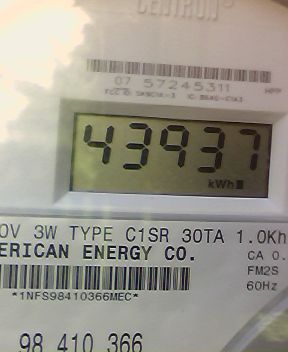 CENTRON®
07 57245311
43937
kWh
0V 3W TYPE C1SR 30TA 1.0Kh
ERICAN ENERGY CO.
CA 0.
FM2S
60Hz
*1NFS98410366MEC*
98 410 366